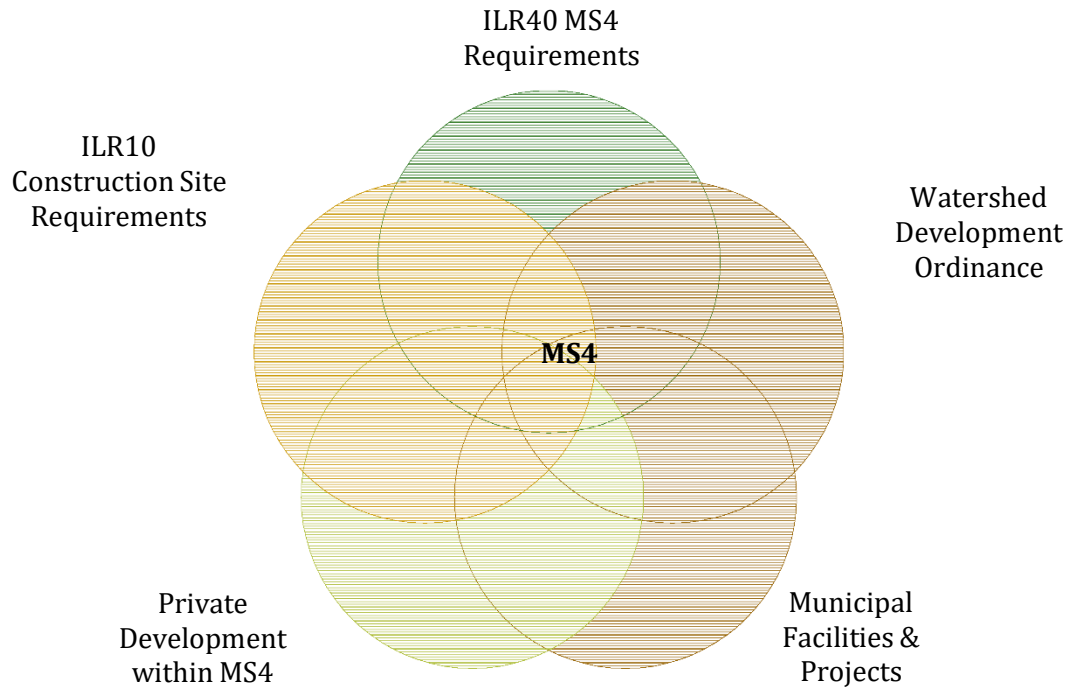 ILR40 MS4
Requirements
ILR10
Construction Site
Requirements
Watershed
Development
Ordinance
MS4
Private
Development
within MS4
Municipal
Facilities &
Projects